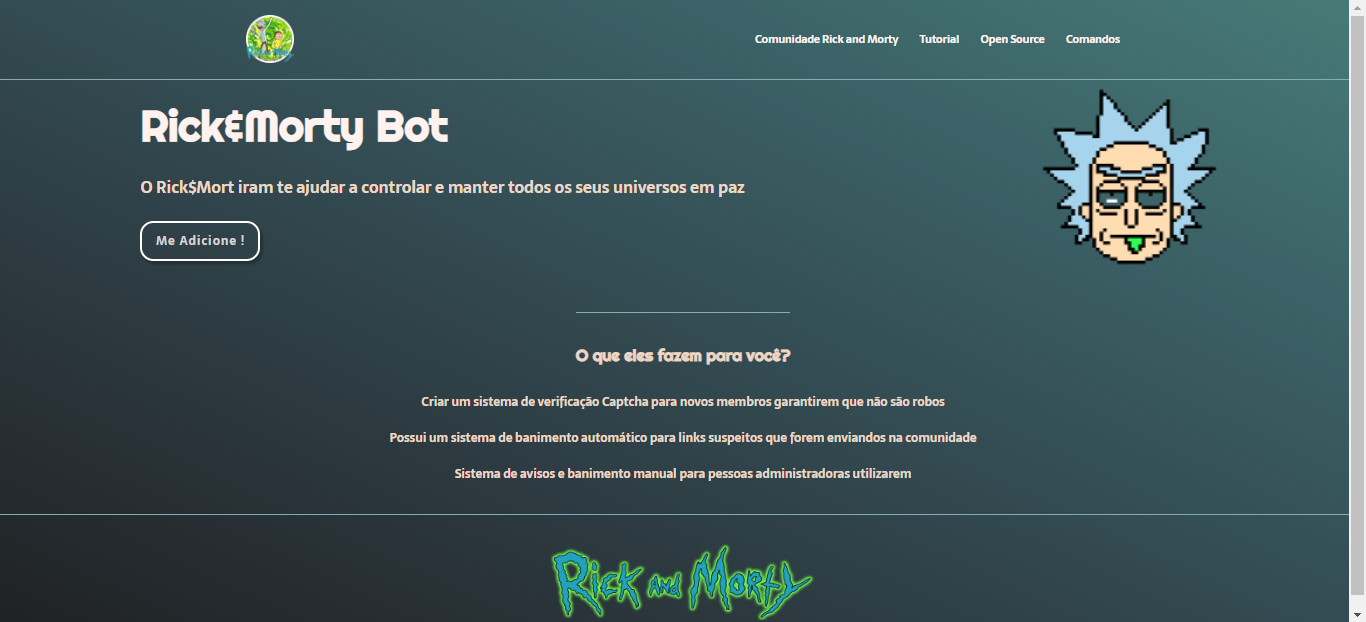 Comunidade Rick and Morty Tutorial Open Source Comandos
Rick&Morty Bot
O Rick$Mort iram te ajudar a controlar e manter todos os seus universos em paz
Me Adicione !
O que eles fazem para você?
Criar um sistema de verificação Captcha para novos membros garantirem que não são robos
Possui um sistema de banimento automático para links suspeitos que forem enviandos na comunidade
Sistema de avisos e banimento manual para pessoas administradoras utilizarem
Rick and Morty